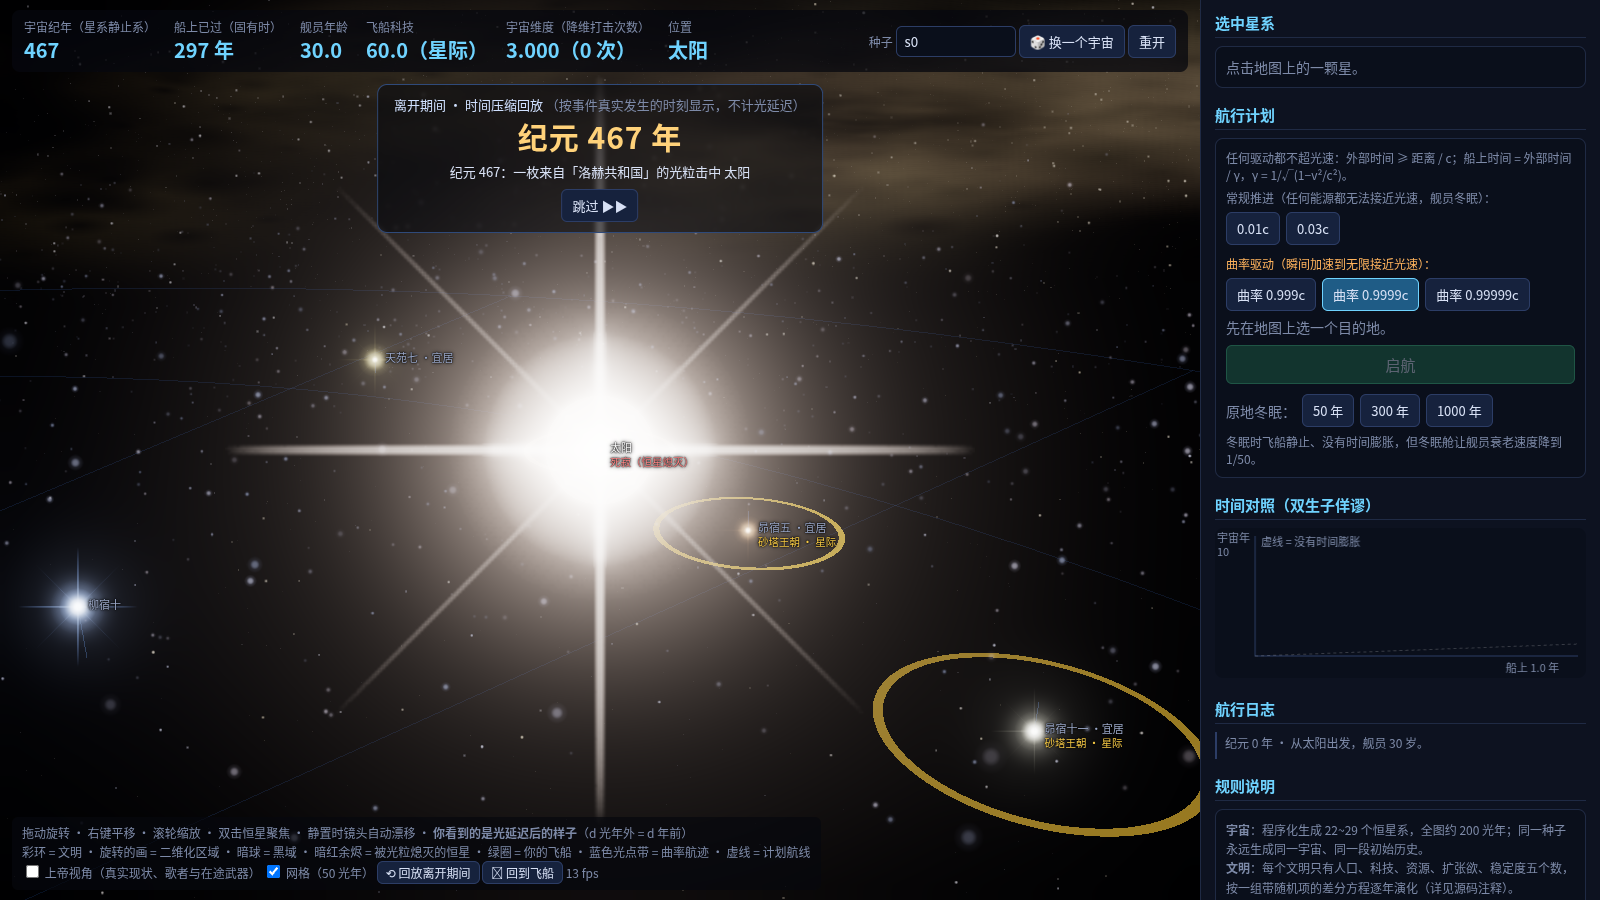 宇宙纪年（星系静止系）
467
船上已过（固有时）
297 年
舰员年龄
30.0
飞船科技
60.0（星际）
宇宙维度（降维打击次数）
3.000（0 次）
位置
太阳
种子
s0
🎲 换一个宇宙
重开
离开期间 · 时间压缩回放 （按事件真实发生的时刻显示，不计光延迟）
纪元 467 年
纪元 467：一枚来自「洛赫共和国」的光粒击中 太阳
跳过 ▶▶
天苑七 · 宜居
太阳
死寂（恒星熄灭）
昴宿五 · 宜居
砂塔王朝 · 星际
柳宿十
昴宿十一 · 宜居
砂塔王朝 · 星际
拖动旋转 · 右键平移 · 滚轮缩放 · 双击恒星聚焦 · 静置时镜头自动漂移 · 你看到的是光延迟后的样子（d 光年外 = d 年前）
彩环 = 文明 · 旋转的画 = 二维化区域 · 暗球 = 黑域 · 暗红余烬 = 被光粒熄灭的恒星 · 绿圈 = 你的飞船 · 蓝色光点带 = 曲率航迹 · 虚线 = 计划航线
上帝视角（真实现状、歌者与在途武器） 网格（50 光年） ⟲ 回放离开期间 回到飞船 13 fps
选中星系
点击地图上的一颗星。
航行计划
任何驱动都不超光速：外部时间 ≥ 距离 / c；船上时间 = 外部时间
/ γ，γ = 1/√(1−v²/c²)。
常规推进（任何能源都无法接近光速，舰员冬眠）：
0.01c
0.03c
曲率驱动（瞬间加速到无限接近光速）：
曲率 0.999c
曲率 0.9999c
曲率 0.99999c
先在地图上选一个目的地。
启航
原地冬眠：
50 年
300 年
1000 年
冬眠时飞船静止、没有时间膨胀，但冬眠舱让舰员衰老速度降到
1/50。
时间对照（双生子佯谬）
宇宙年
10
虚线 = 没有时间膨胀
船上 1.0 年
航行日志
纪元 0 年 · 从太阳出发，舰员 30 岁。
规则说明
宇宙：程序化生成 22~29 个恒星系，全图约 200 光年；同一种子
永远生成同一宇宙、同一段初始历史。
文明：每个文明只有人口、科技、资源、扩张欲、稳定度五个数，
按一组带随机项的差分方程逐年演化（详见源码注释）。